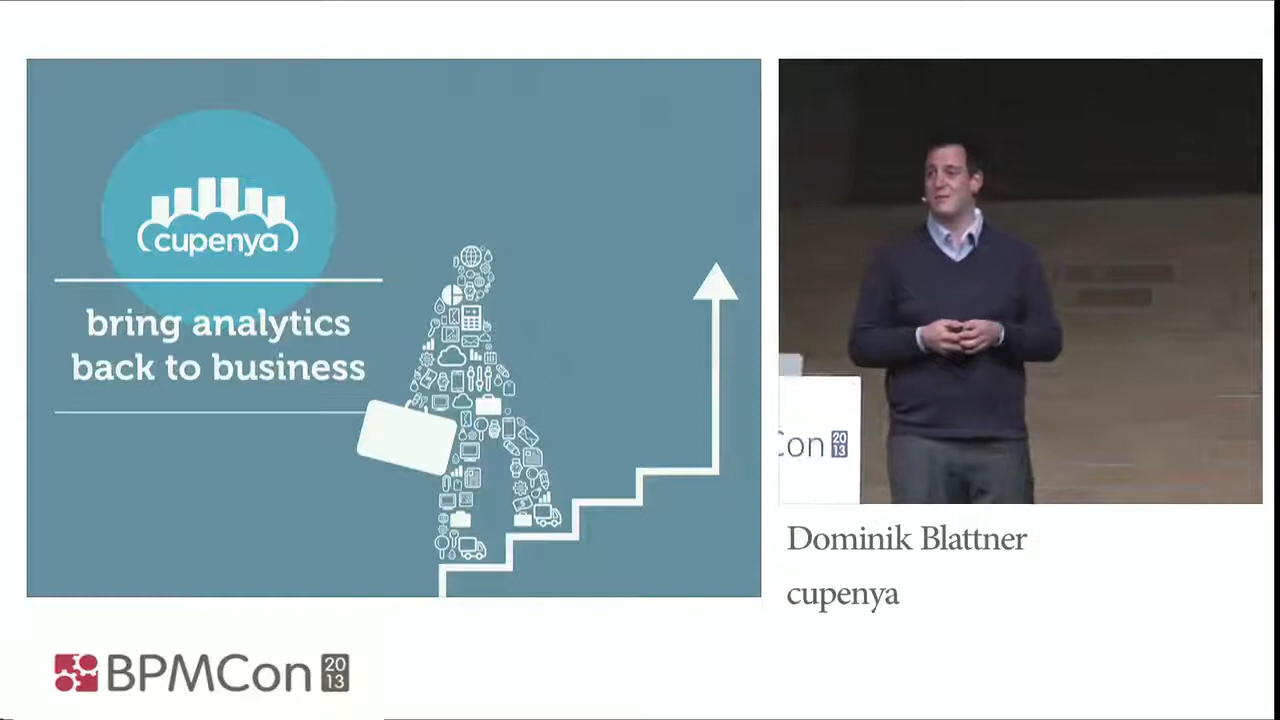 cupenya
bring analytics
back to business
Con 20
13
Dominik Blattner
cupenya
BPMCon 20
13